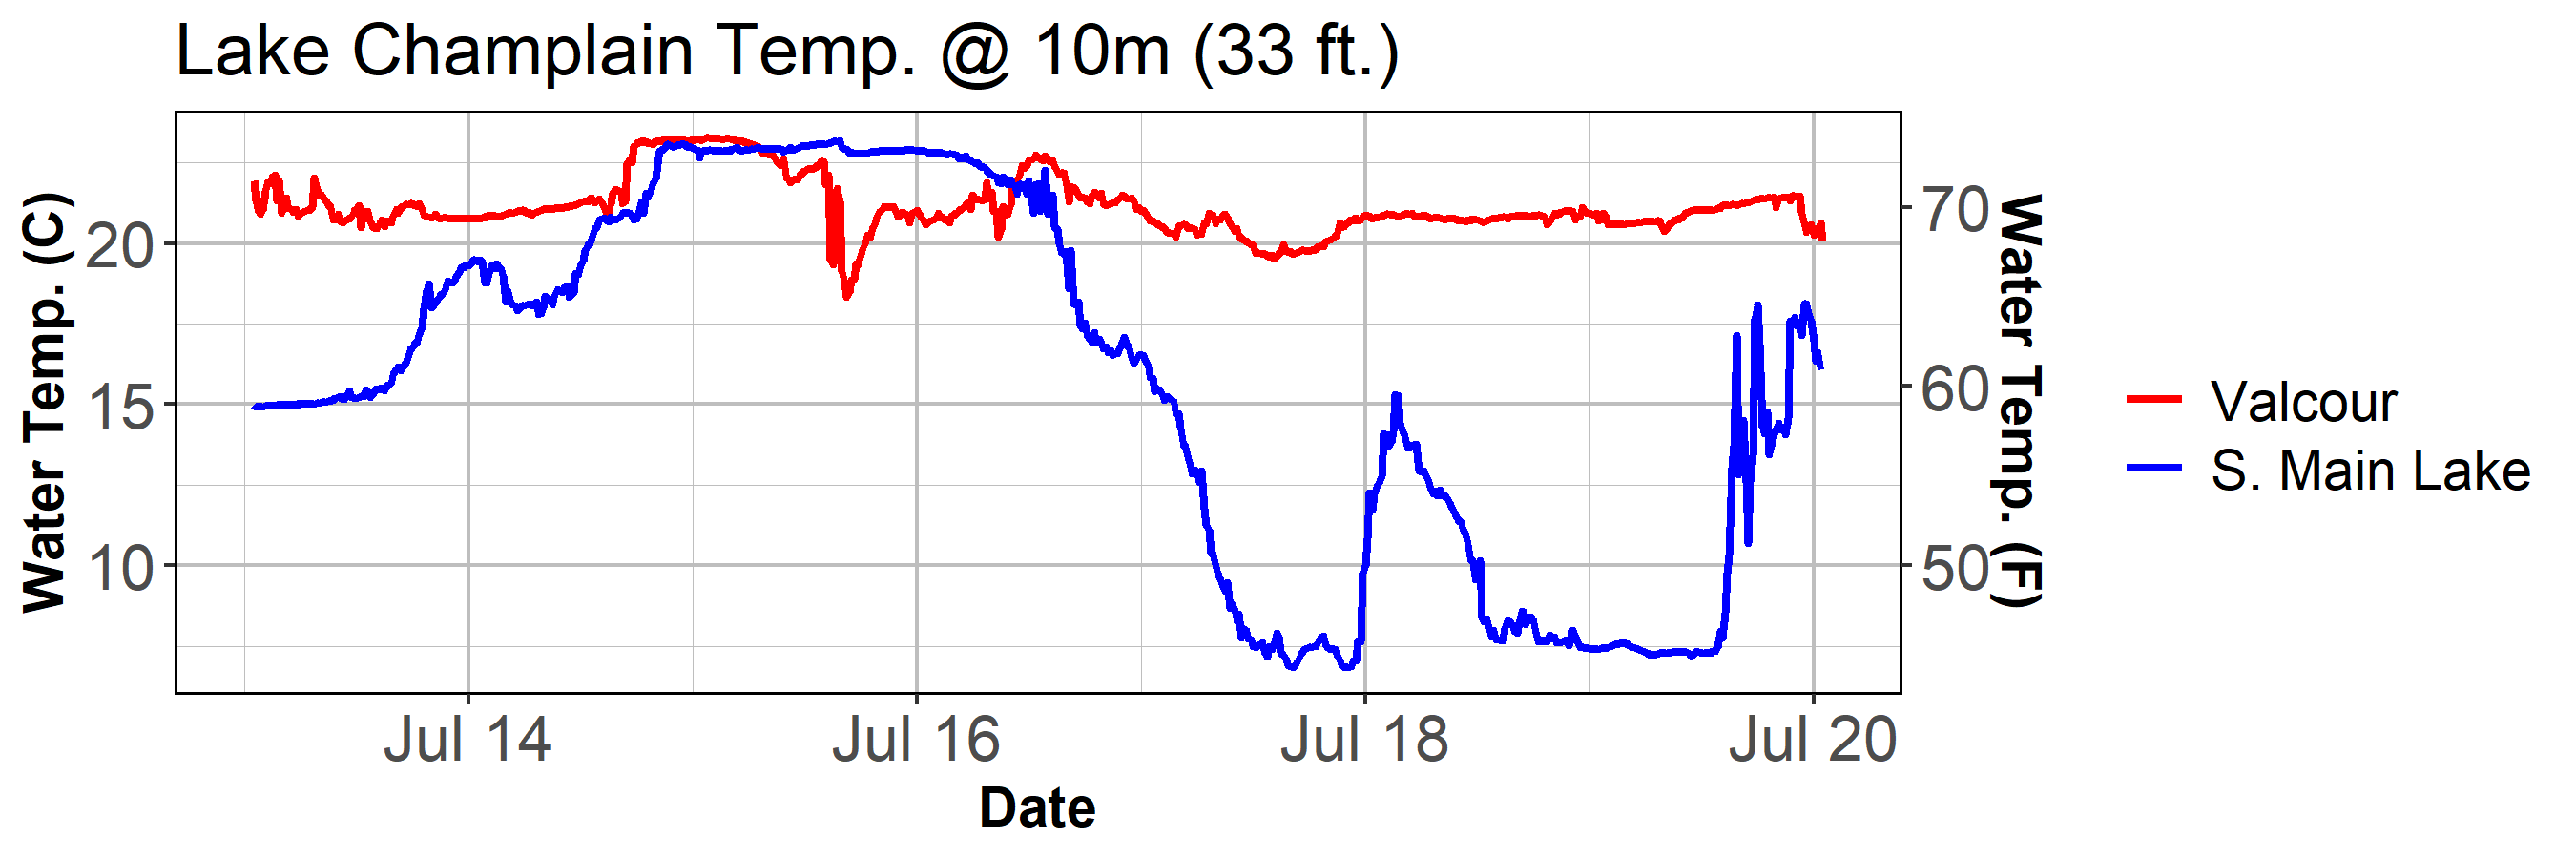 Lake Champlain Temp. @ 10m (33 ft.)
Water Temp. (C)
20
15
10
70
60
50
Water Temp. (F)
Jul 14
Jul 16
Jul 18
Jul 20
Date
Valcour
S. Main Lake